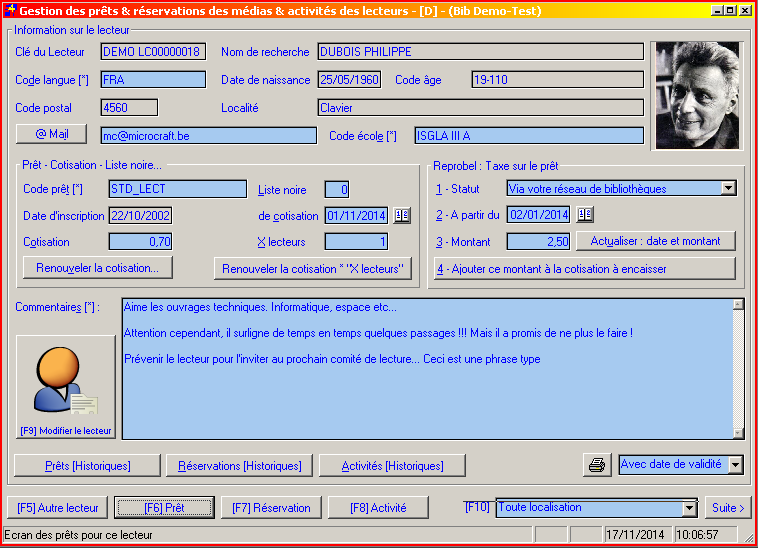 Gestion des prêts & réservations des médias & activités des lecteurs - [D] - (Bib Demo-Test)
Information sur le lecteur
Clé du Lecteur DEMO LC00000018 Nom de recherche DUBOIS PHILIPPE
Code langue [*] FRA Date de naissance 25/05/1960 Code âge 19-110
Code postal 4560 Localité Clavier
@ Mail mc@microcraft.be Code école [*] ISGLA III A
Prêt - Cotisation - Liste noire... Reprobel : Taxe sur le prêt
Code prêt [*] STD_LECT Liste noire 0 1 - Statut Via votre réseau de bibliothèques
Date d'inscription 22/10/2002 de cotisation 01/11/2014 2 - A partir du 02/01/2014
Cotisation 0,70 X lecteurs 1 3 - Montant 2,50 Actualiser : date et montant
Renouveler la cotisation... Renouveler la cotisation * "X lecteurs" 4 - Ajouter ce montant à la cotisation à encaisser
Commentaires [*] : Aime les ouvrages techniques. Informatique, espace etc...
Attention cependant, il surligne de temps en temps quelques passages !!! Mais il a promis de ne plus le faire !
Prévenir le lecteur pour l'inviter au prochain comité de lecture... Ceci est une phrase type
[F9] Modifier le lecteur
Prêts [Historiques] Réservations [Historiques] Activités [Historiques] Avec date de validité
[F5] Autre lecteur [F6] Prêt [F7] Réservation [F8] Activité [F10] Toute localisation Suite >
Ecran des prêts pour ce lecteur 17/11/2014 10:06:57